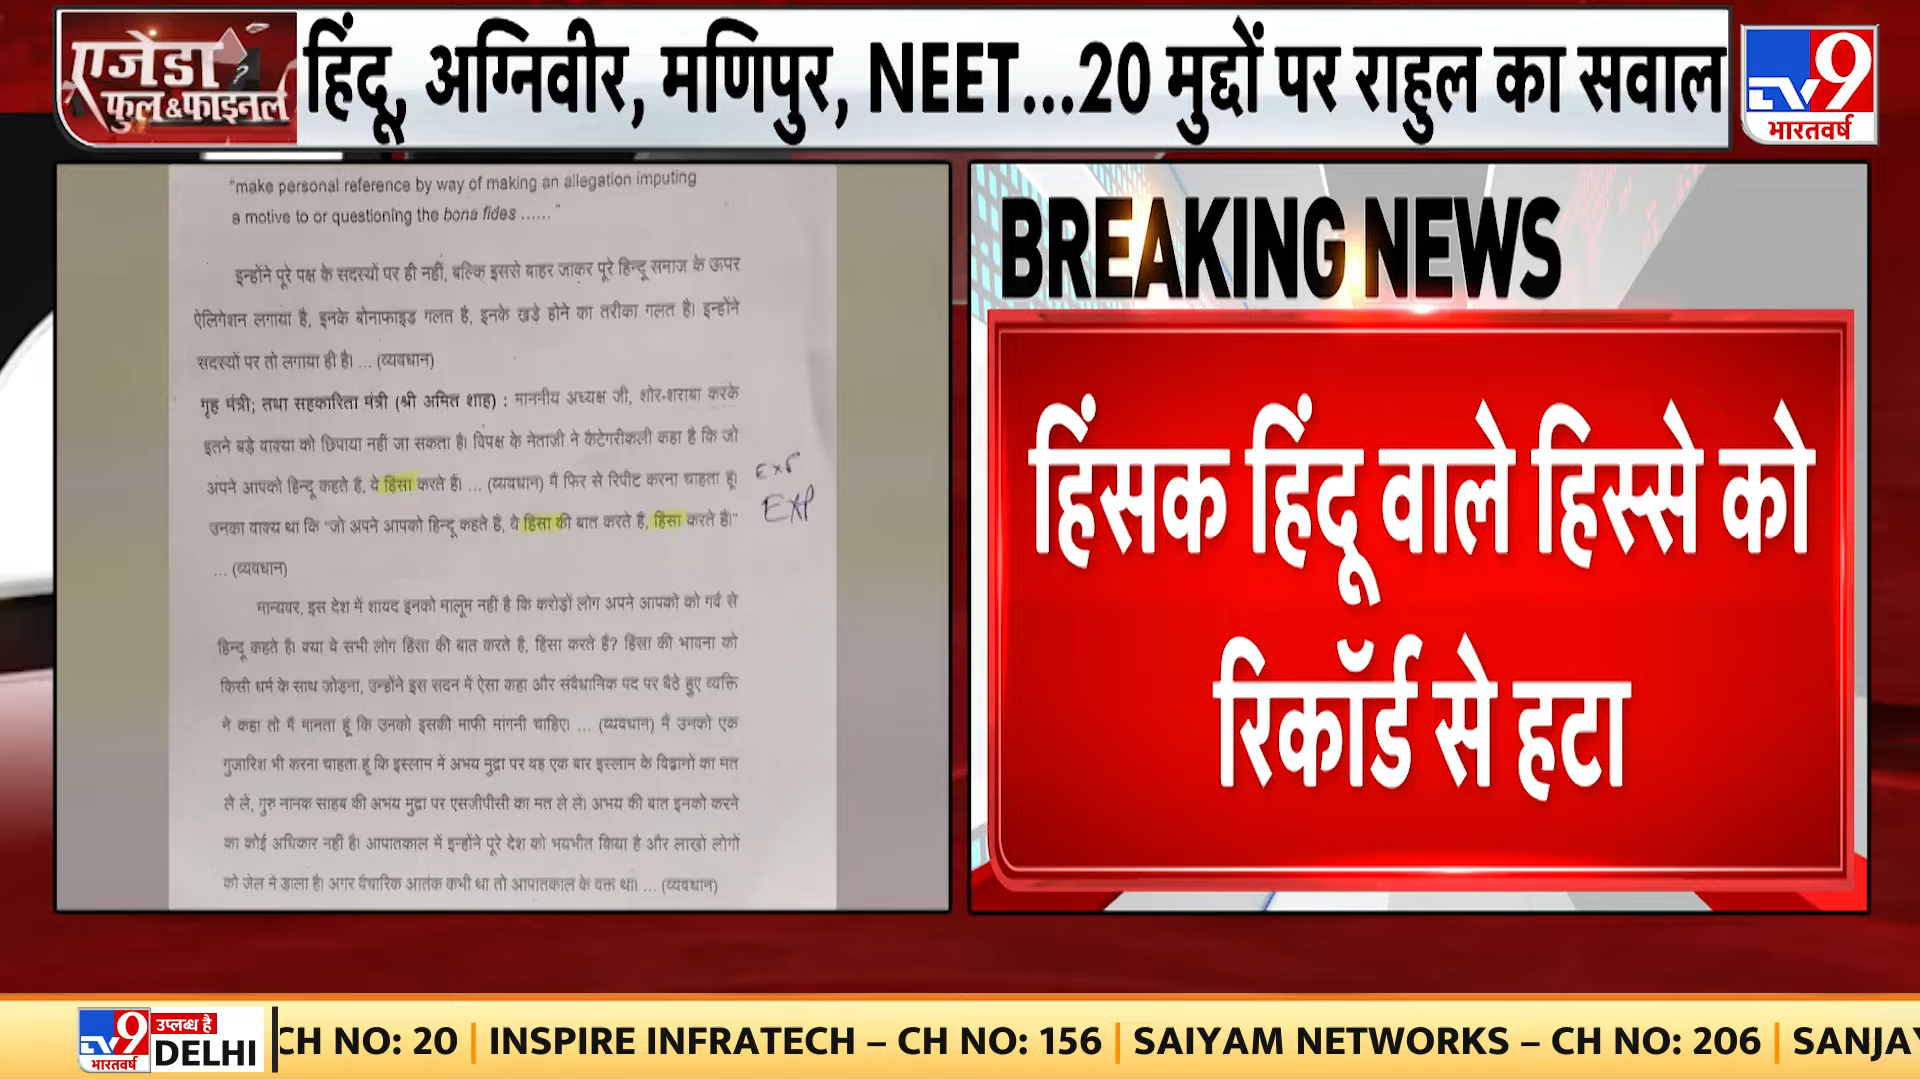 एजेंडा
फुल&फाइनल
हिंदू, अग्निवीर, मणिपुर, NEET...20 मुद्दों पर राहुल का सवाल
TV9
भारतवर्ष
"make personal reference by way of making an allegation imputing
a motive to or questioning the bona fides ......"
इन्होंने पूरे पक्ष के सदस्यों पर ही नहीं, बल्कि इससे बाहर जाकर पूरे हिन्दू समाज के ऊपर
ऐलिगेशन लगाया है, इनके बोनाफाइड गलत है, इनके खड़े होने का तरीका गलत है। इन्होंने
सदस्यों पर तो लगाया ही है। ... (व्यवधान)
गृह मंत्री; तथा सहकारिता मंत्री (श्री अमित शाह) : माननीय अध्यक्ष जी, शोर-शराबा करके
इतने बड़े वाक्या को छिपाया नहीं जा सकता है। विपक्ष के नेताजी ने कैटेगरीकली कहा है कि जो
अपने आपको हिन्दू कहते हैं, वे हिंसा करते हैं। ... (व्यवधान) मैं फिर से रिपीट करना चाहता हूं।
उनका वाक्य था कि "जो अपने आपको हिन्दू कहते हैं, वे हिंसा की बात करते हैं, हिंसा करते हैं।"
EXP
... (व्यवधान)
मान्यवर, इस देश में शायद इनको मालूम नहीं है कि करोड़ों लोग अपने आपको को गर्व से
हिन्दू कहते हैं। क्या वे सभी लोग हिंसा की बात करते हैं, हिंसा करते हैं? हिंसा की भावना को
किसी धर्म के साथ जोड़ना, उन्होंने इस सदन में ऐसा कहा और संवैधानिक पद पर बैठे हुए व्यक्ति
ने कहा तो मैं मानता हूं कि उनको इसकी माफी मांगनी चाहिए। ... (व्यवधान) मैं उनको एक
गुजारिश भी करना चाहता हूं कि इस्लाम में अभय मुद्रा पर वह एक बार इस्लाम के विद्वानों का मत
ले लें, गुरु नानक साहब की अभय मुद्रा पर एसजीपीसी का मत ले लें। अभय की बात इनको करने
का कोई अधिकार नहीं है। आपातकाल में इन्होंने पूरे देश को भयभीत किया है और लाखों लोगों
को जेल में डाला है। अगर वैचारिक आतंक कभी था तो आपातकाल के वक्त था। ... (व्यवधान)
BREAKING NEWS
हिंसक हिंदू वाले हिस्से को
रिकॉर्ड से हटा
TV9
भारतवर्ष
उप्लब्ध है
DELHI
CH NO: 20 | INSPIRE INFRATECH – CH NO: 156 | SAIYAM NETWORKS – CH NO: 206 | SANJAY